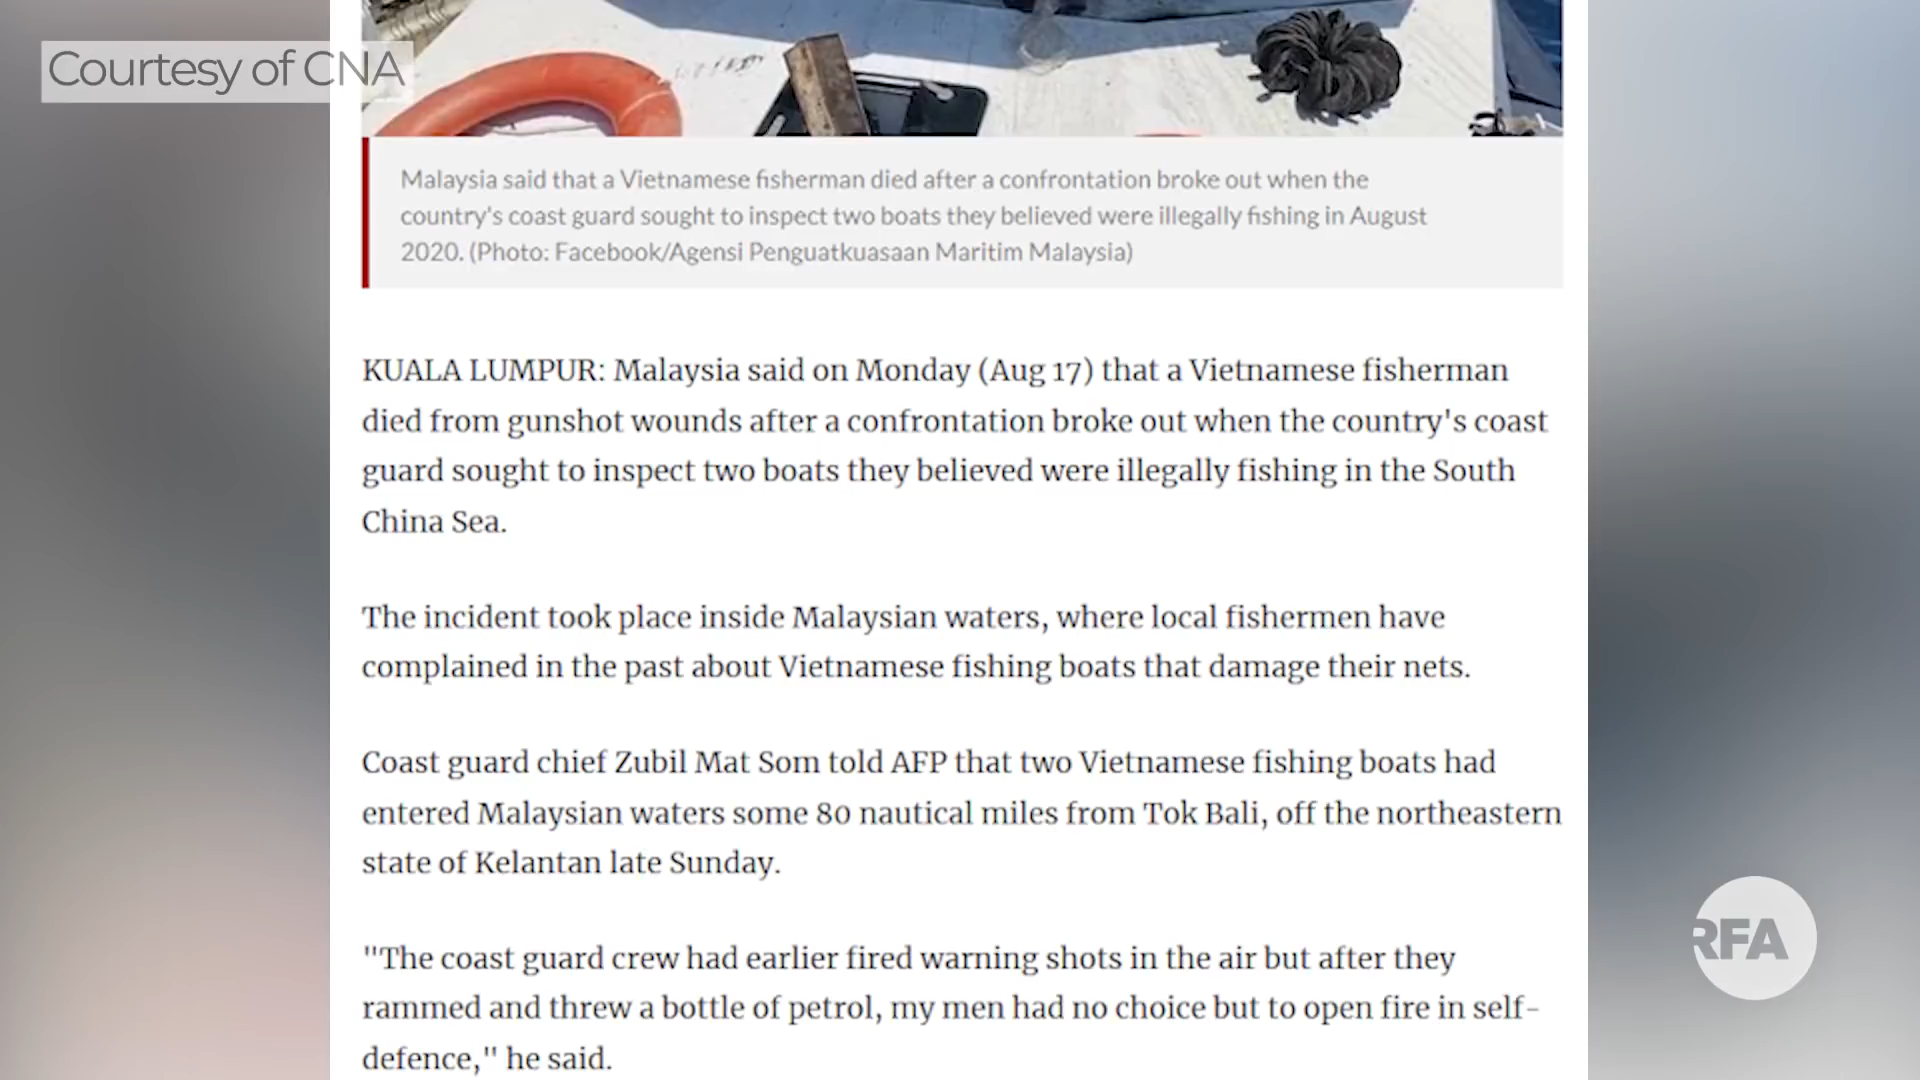 Courtesy of CNA
Malaysia said that a Vietnamese fisherman died after a confrontation broke out when the
country's coast guard sought to inspect two boats they believed were illegally fishing in August
2020. (Photo: Facebook/Agensi Penguatkuasaan Maritim Malaysia)
KUALA LUMPUR: Malaysia said on Monday (Aug 17) that a Vietnamese fisherman
died from gunshot wounds after a confrontation broke out when the country's coast
guard sought to inspect two boats they believed were illegally fishing in the South
China Sea.
The incident took place inside Malaysian waters, where local fishermen have
complained in the past about Vietnamese fishing boats that damage their nets.
Coast guard chief Zubil Mat Som told AFP that two Vietnamese fishing boats had
entered Malaysian waters some 80 nautical miles from Tok Bali, off the northeastern
state of Kelantan late Sunday.
"The coast guard crew had earlier fired warning shots in the air but after they
rammed and threw a bottle of petrol, my men had no choice but to open fire in self-
defence," he said.
RFA